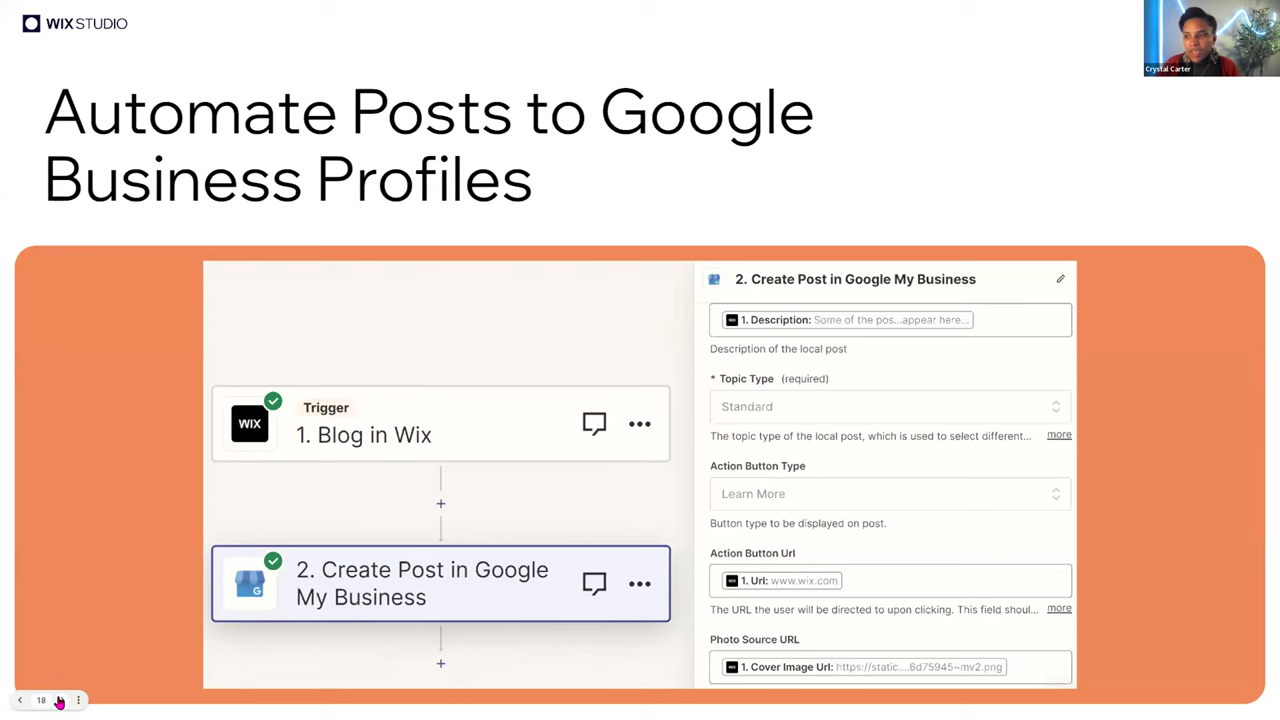 WIX STUDIO
Crystal Carter
Automate Posts to Google
Business Profiles
WIX
Trigger
1. Blog in Wix
2. Create Post in Google
My Business
2. Create Post in Google My Business
WIX 1. Description: Some of the pos...appear here...
Description of the local post
* Topic Type (required)
Standard
The topic type of the local post, which is used to select different... more
Action Button Type
Learn More
Button type to be displayed on post.
Action Button Url
WIX 1. Url: www.wix.com
The URL the user will be directed to upon clicking. This field shoul... more
Photo Source URL
WIX 1. Cover Image Url: https://static....6d75945~mv2.png
18